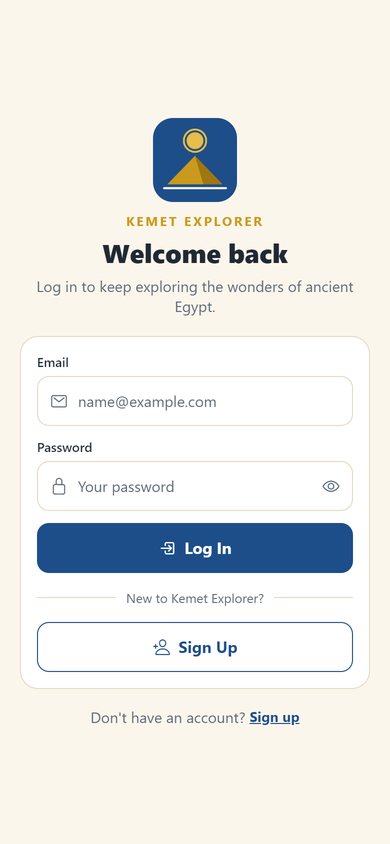 KEMET EXPLORER
Welcome back
Log in to keep exploring the wonders of ancient
Egypt.
Email
name@example.com
Password
Your password
Log In
New to Kemet Explorer?
Sign Up
Don't have an account? Sign up